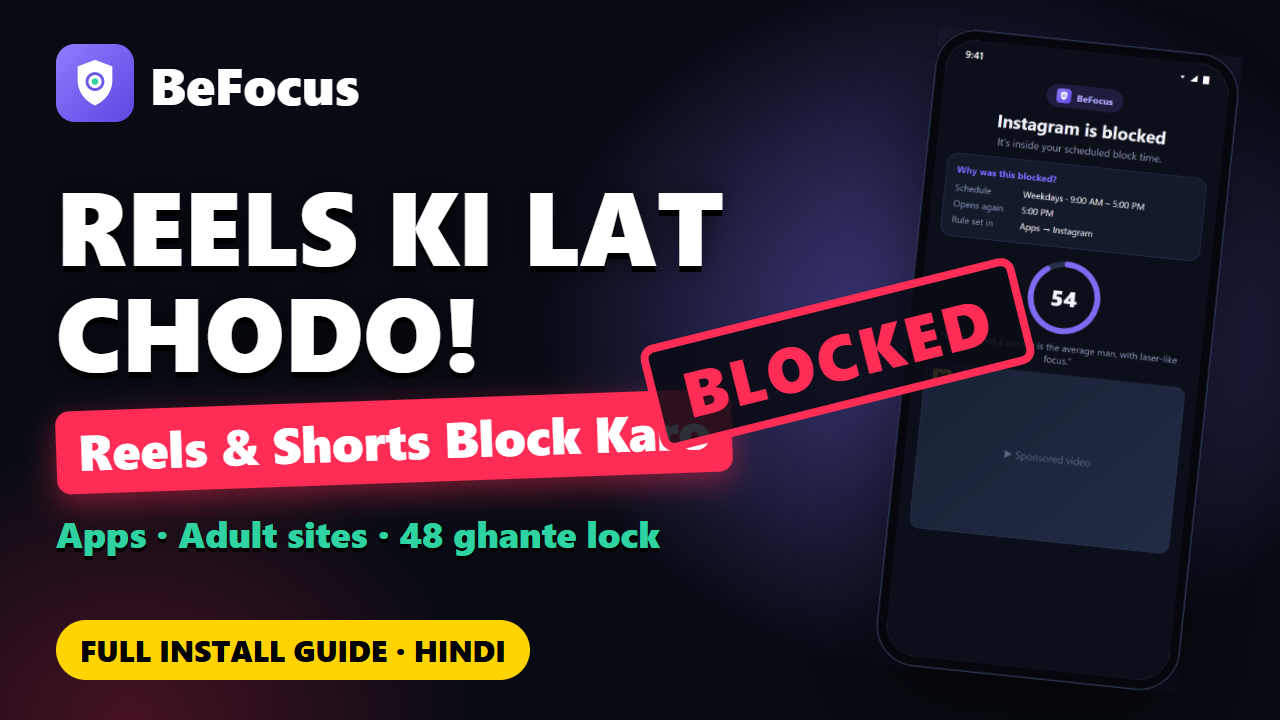 BeFocus
REELS KI LAT
CHODO!
Reels & Shorts Block Karo
Apps · Adult sites · 48 ghante lock
FULL INSTALL GUIDE · HINDI
BLOCKED
9:41
BeFocus
Instagram is blocked
It's inside your scheduled block time.
Why was this blocked?
Schedule Weekdays · 9:00 AM – 5:00 PM
Opens again 5:00 PM
Rule set in Apps → Instagram
54
is the average man, with laser-like
focus."
▶ Sponsored video